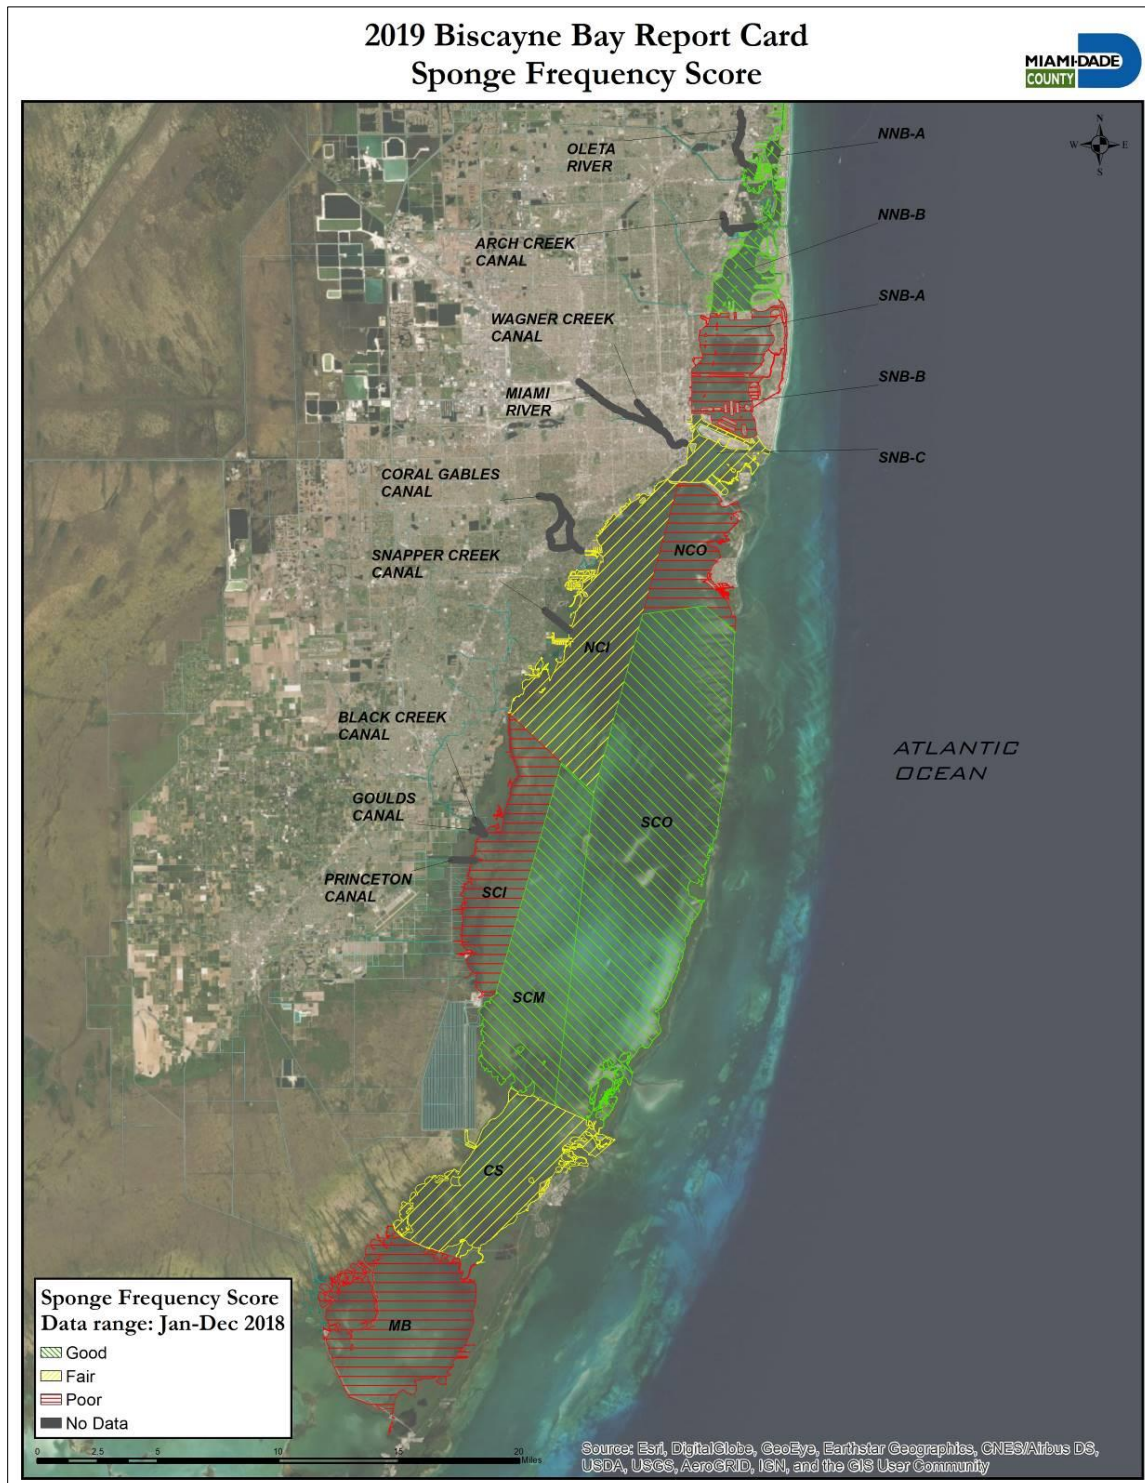 2019 Biscayne Bay Report Card
Sponge Frequency Score
MIAMI-DADE
COUNTY
N
W E
S
OLETA
RIVER
NNB-A
ARCH CREEK
CANAL
NNB-B
WAGNER CREEK
CANAL
SNB-A
MIAMI
RIVER
SNB-B
SNB-C
CORAL GABLES
CANAL
SNAPPER CREEK
CANAL
NCO
NCI
BLACK CREEK
CANAL
ATLANTIC
OCEAN
GOULDS
CANAL
SCO
PRINCETON
CANAL
SCI
SCM
CS
MB
Sponge Frequency Score
Data range: Jan-Dec 2018
Good
Fair
Poor
No Data
0 2.5 5 10 15 20
Miles
Source: Esri, DigitalGlobe, GeoEye, Earthstar Geographics, CNES/Airbus DS,
USDA, USGS, AeroGRID, IGN, and the GIS User Community